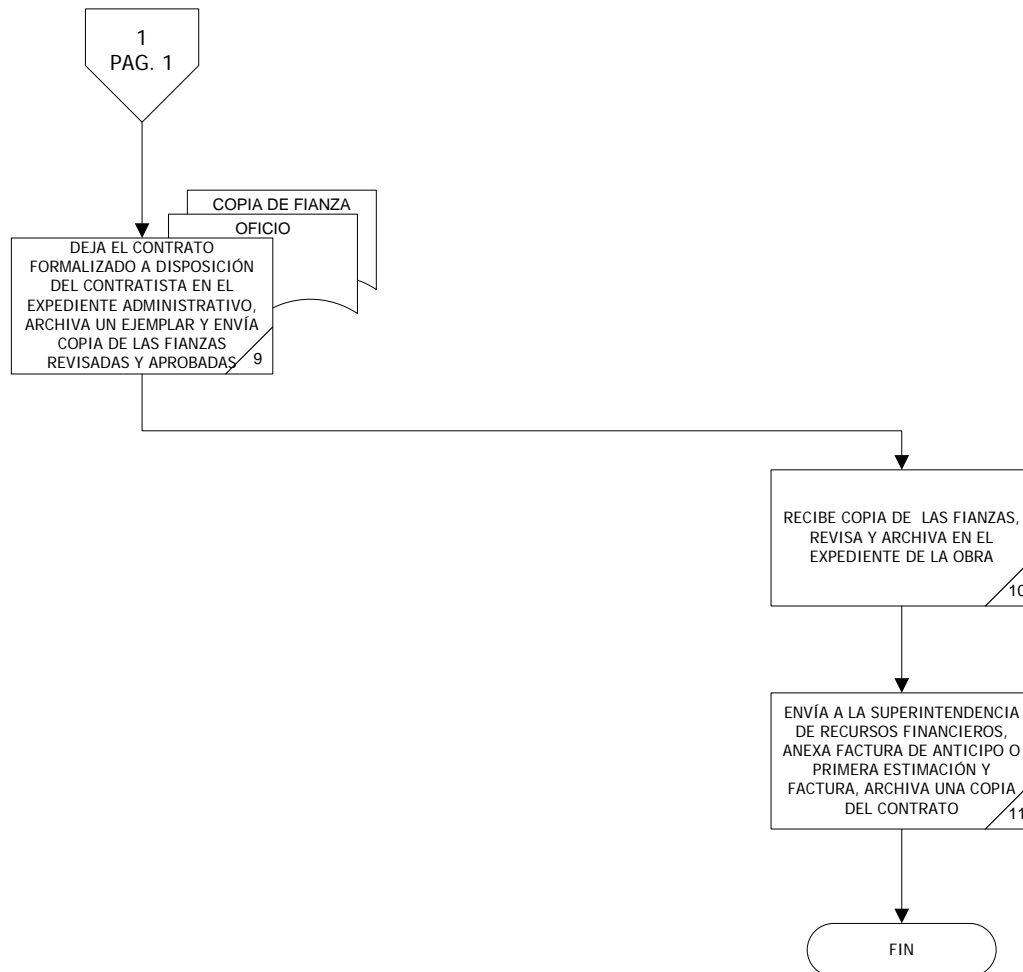 1
PAG. 1
COPIA DE FIANZA
OFICIO
DEJA EL CONTRATO
FORMALIZADO A DISPOSICIÓN
DEL CONTRATISTA EN EL
EXPEDIENTE ADMINISTRATIVO,
ARCHIVA UN EJEMPLAR Y ENVÍA
COPIA DE LAS FIANZAS
REVISADAS Y APROBADAS
9
RECIBE COPIA DE LAS FIANZAS,
REVISA Y ARCHIVA EN EL
EXPEDIENTE DE LA OBRA
10
ENVÍA A LA SUPERINTENDENCIA
DE RECURSOS FINANCIEROS,
ANEXA FACTURA DE ANTICIPO O
PRIMERA ESTIMACIÓN Y
FACTURA, ARCHIVA UNA COPIA
DEL CONTRATO
11
FIN